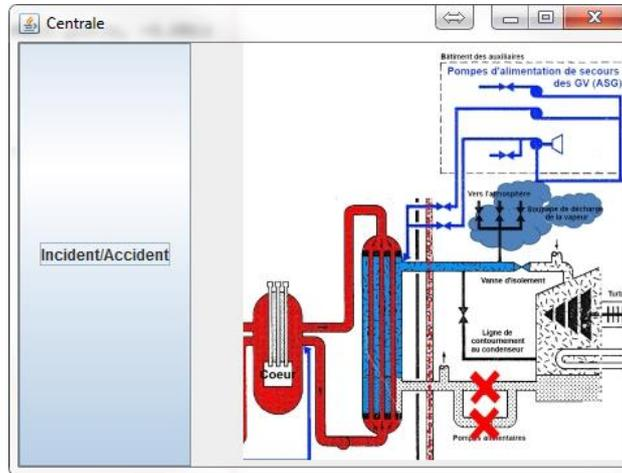 Centrale
Bâtiment des auxiliaires
Pompes d'alimentation de secours
des GV (ASG)
Vers l'atmosphère
Soupape de décharge
de la vapeur
Incident/Accident
Vanne d'isolement
Turb
Ligne de
contournement
au condenseur
Coeur
Pompes alimentaires